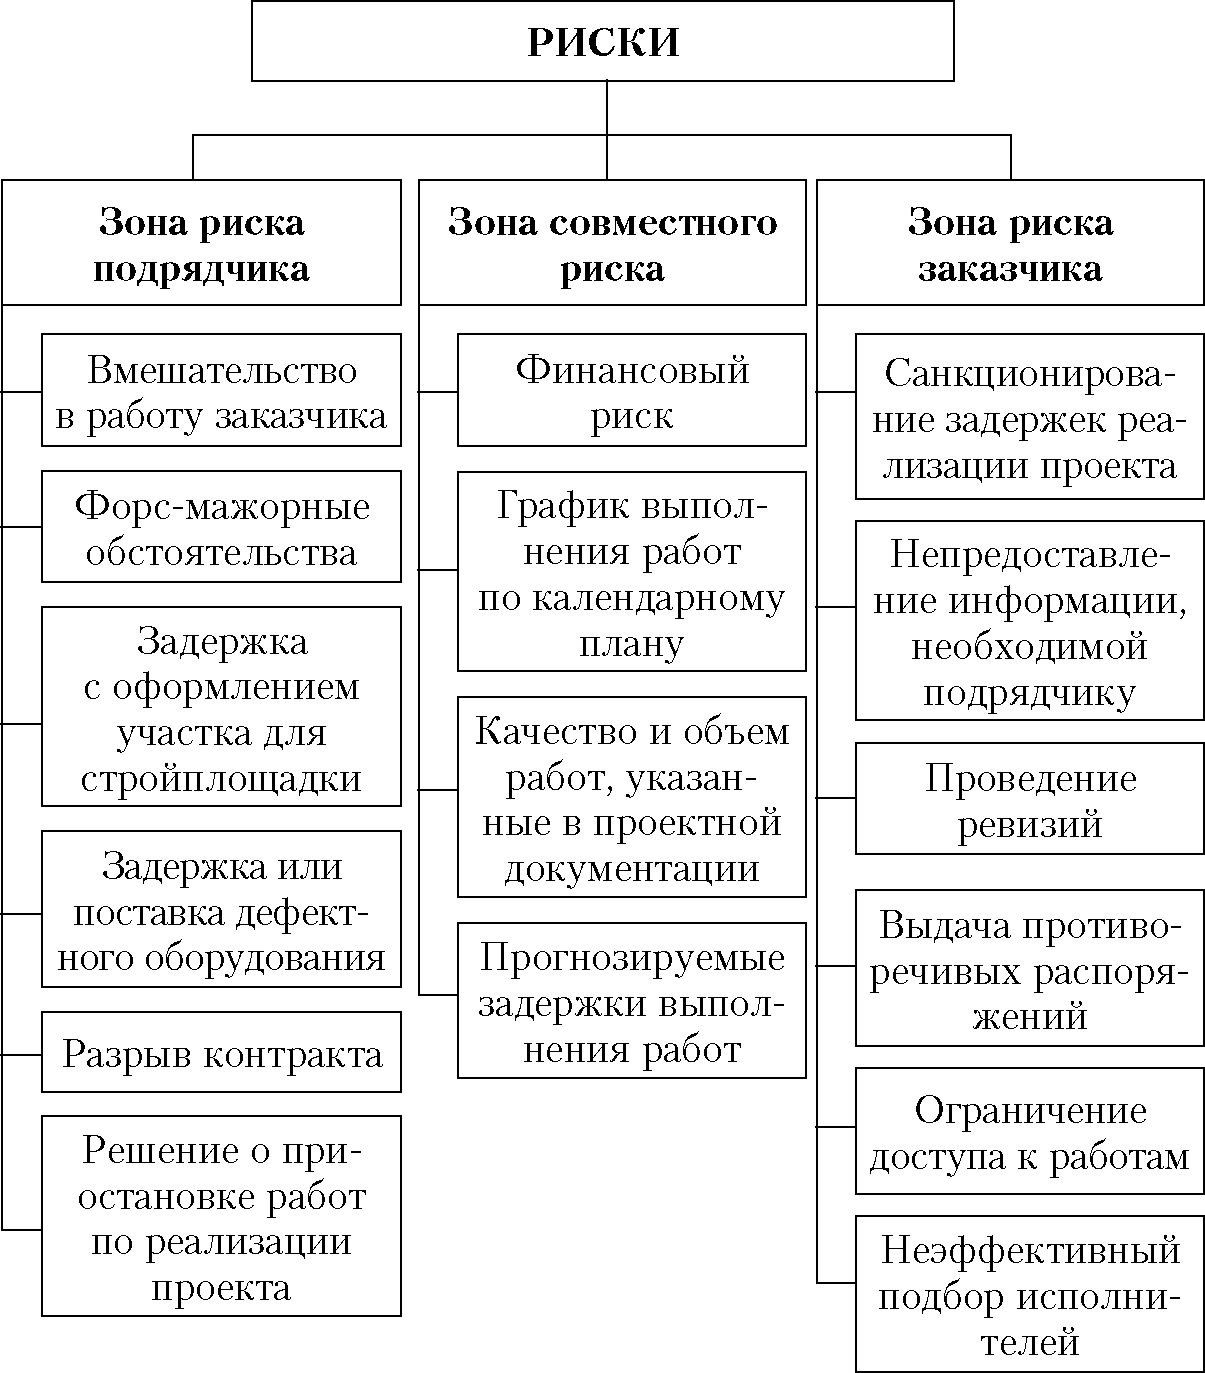 РИСКИ
Зона риска
подрядчика
Вмешательство
в работу заказчика
Форс-мажорные
обстоятельства
Задержка
с оформлением
участка для
стройплощадки
Задержка или
поставка дефект-
ного оборудования
Разрыв контракта
Решение о при-
остановке работ
по реализации
проекта
Зона совместного
риска
Финансовый
риск
График выпол-
нения работ
по календарному
плану
Качество и объем
работ, указан-
ные в проектной
документации
Прогнозируемые
задержки выпол-
нения работ
Зона риска
заказчика
Санкционирова-
ние задержек реа-
лизации проекта
Непредоставле-
ние информации,
необходимой
подрядчику
Проведение
ревизий
Выдача противо-
речивых распоря-
жений
Ограничение
доступа к работам
Неэффективный
подбор исполни-
телей